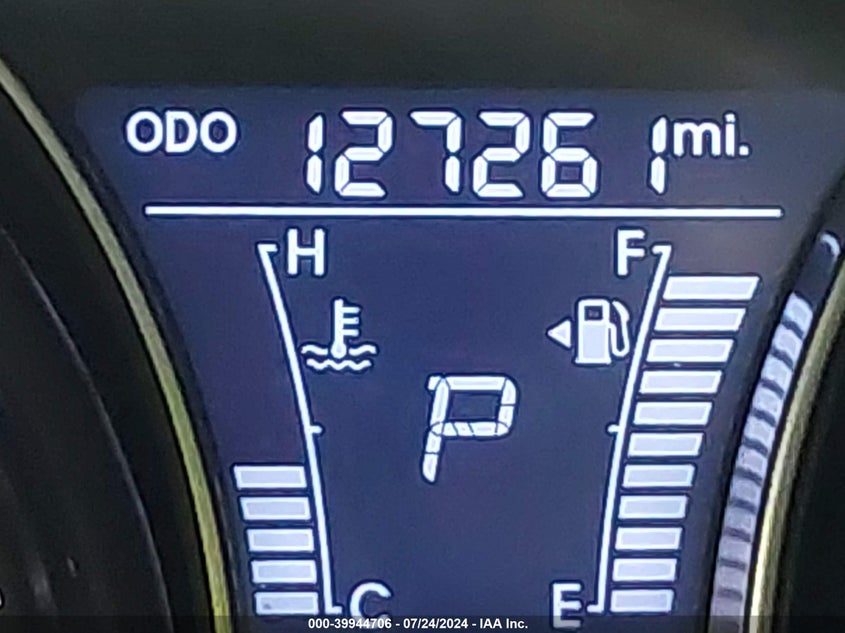 ODO 127261 mi.
H F
P
C E
000-39944706 - 07/24/2024 - IAA Inc.